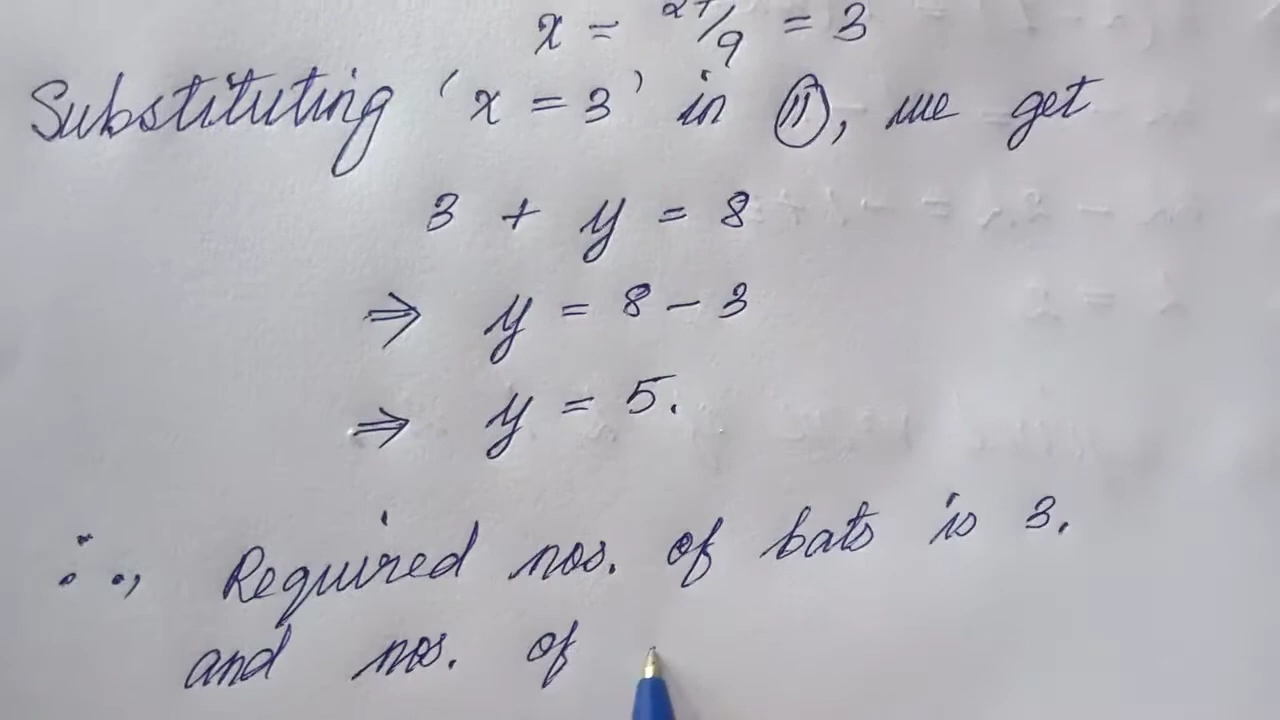 x = 27/9 = 3
Substituting 'x = 3' in (II), we get
3 + y = 8
⇒ y = 8 - 3
⇒ y = 5.
∴, Required nos. of bats is 3.
and nos. of